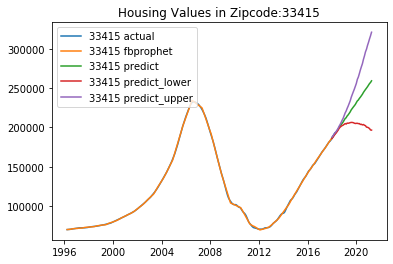 Housing Values in Zipcode:33415
33415 actual
33415 fbprophet
33415 predict
33415 predict_lower
33415 predict_upper
300000
250000
200000
150000
100000
1996 2000 2004 2008 2012 2016 2020